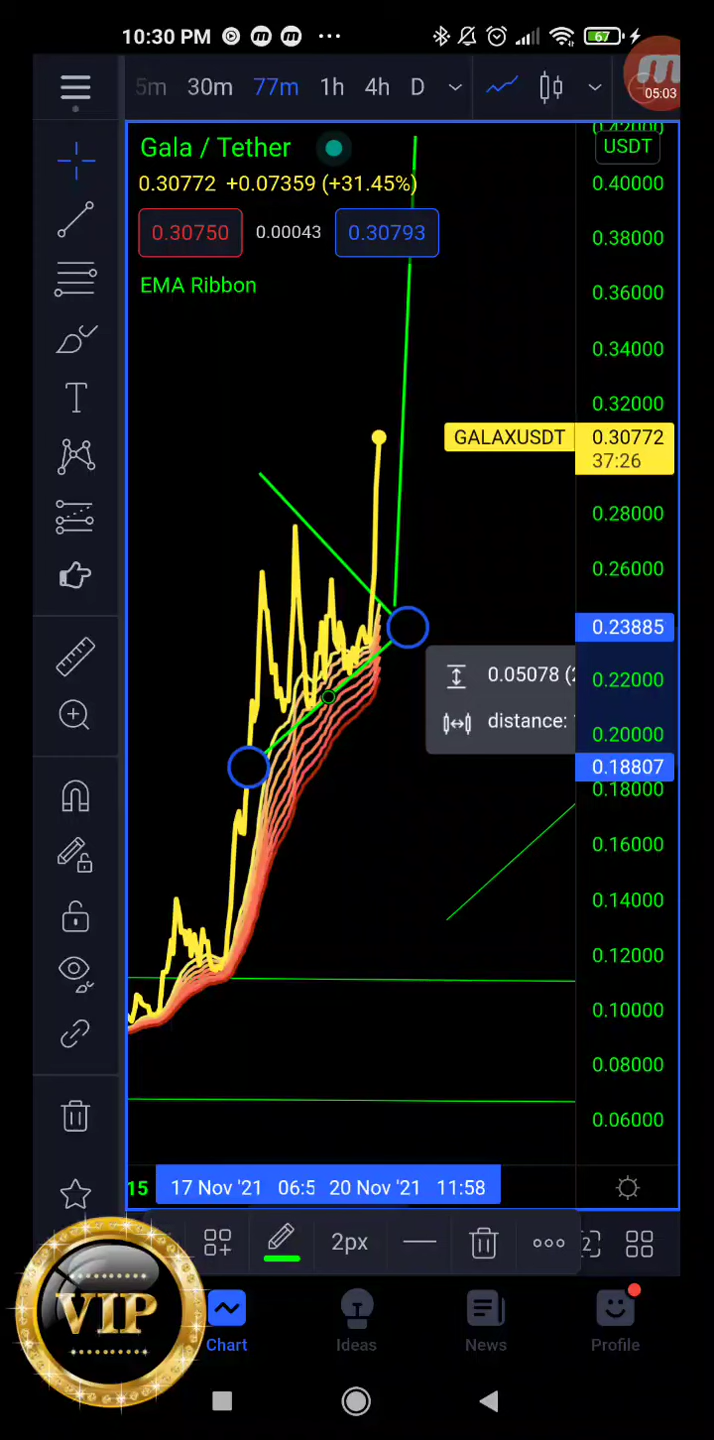 10:30 PM
67
05:03
5m 30m 77m 1h 4h D
Gala / Tether
USDT
0.30772 +0.07359 (+31.45%)
0.30750 0.00043 0.30793
EMA Ribbon
0.40000
0.38000
0.36000
0.34000
0.32000
GALAXUSDT 0.30772
37:26
0.28000
0.26000
0.23885
0.05078
0.22000
distance:
0.20000
0.18807
0.18000
0.16000
0.14000
0.12000
0.10000
0.08000
0.06000
15 17 Nov '21 06:5 20 Nov '21 11:58
T
2px
VIP
Chart Ideas News Profile